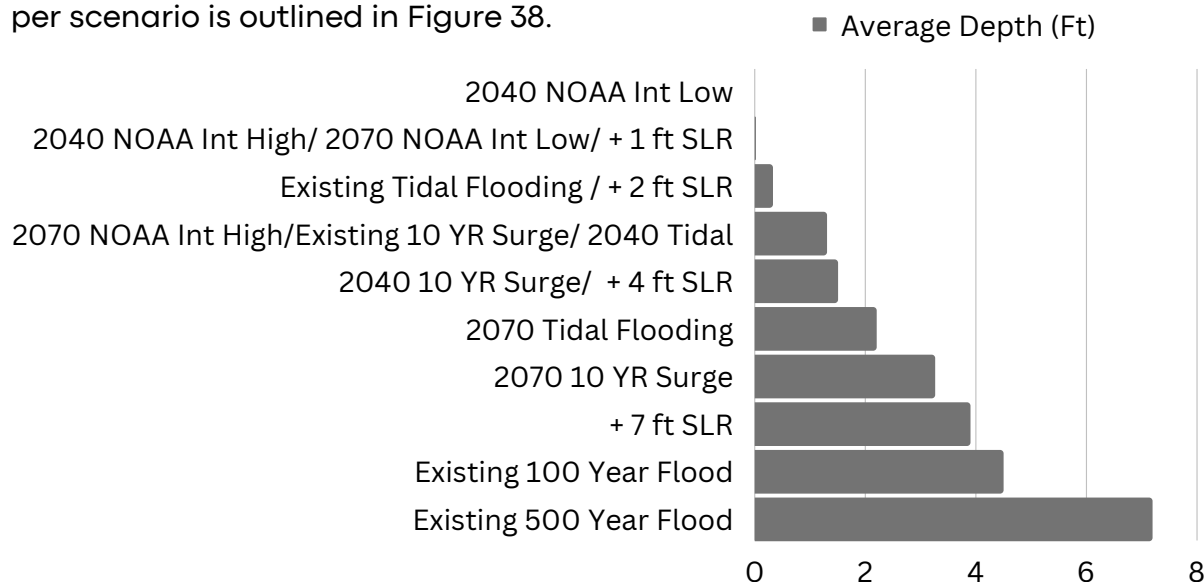 per scenario is outlined in Figure 38.
Average Depth (Ft)
2040 NOAA Int Low
2040 NOAA Int High/ 2070 NOAA Int Low/ + 1 ft SLR
Existing Tidal Flooding / + 2 ft SLR
2070 NOAA Int High/Existing 10 YR Surge/ 2040 Tidal
2040 10 YR Surge/ + 4 ft SLR
2070 Tidal Flooding
2070 10 YR Surge
+ 7 ft SLR
Existing 100 Year Flood
Existing 500 Year Flood
0 2 4 6 8